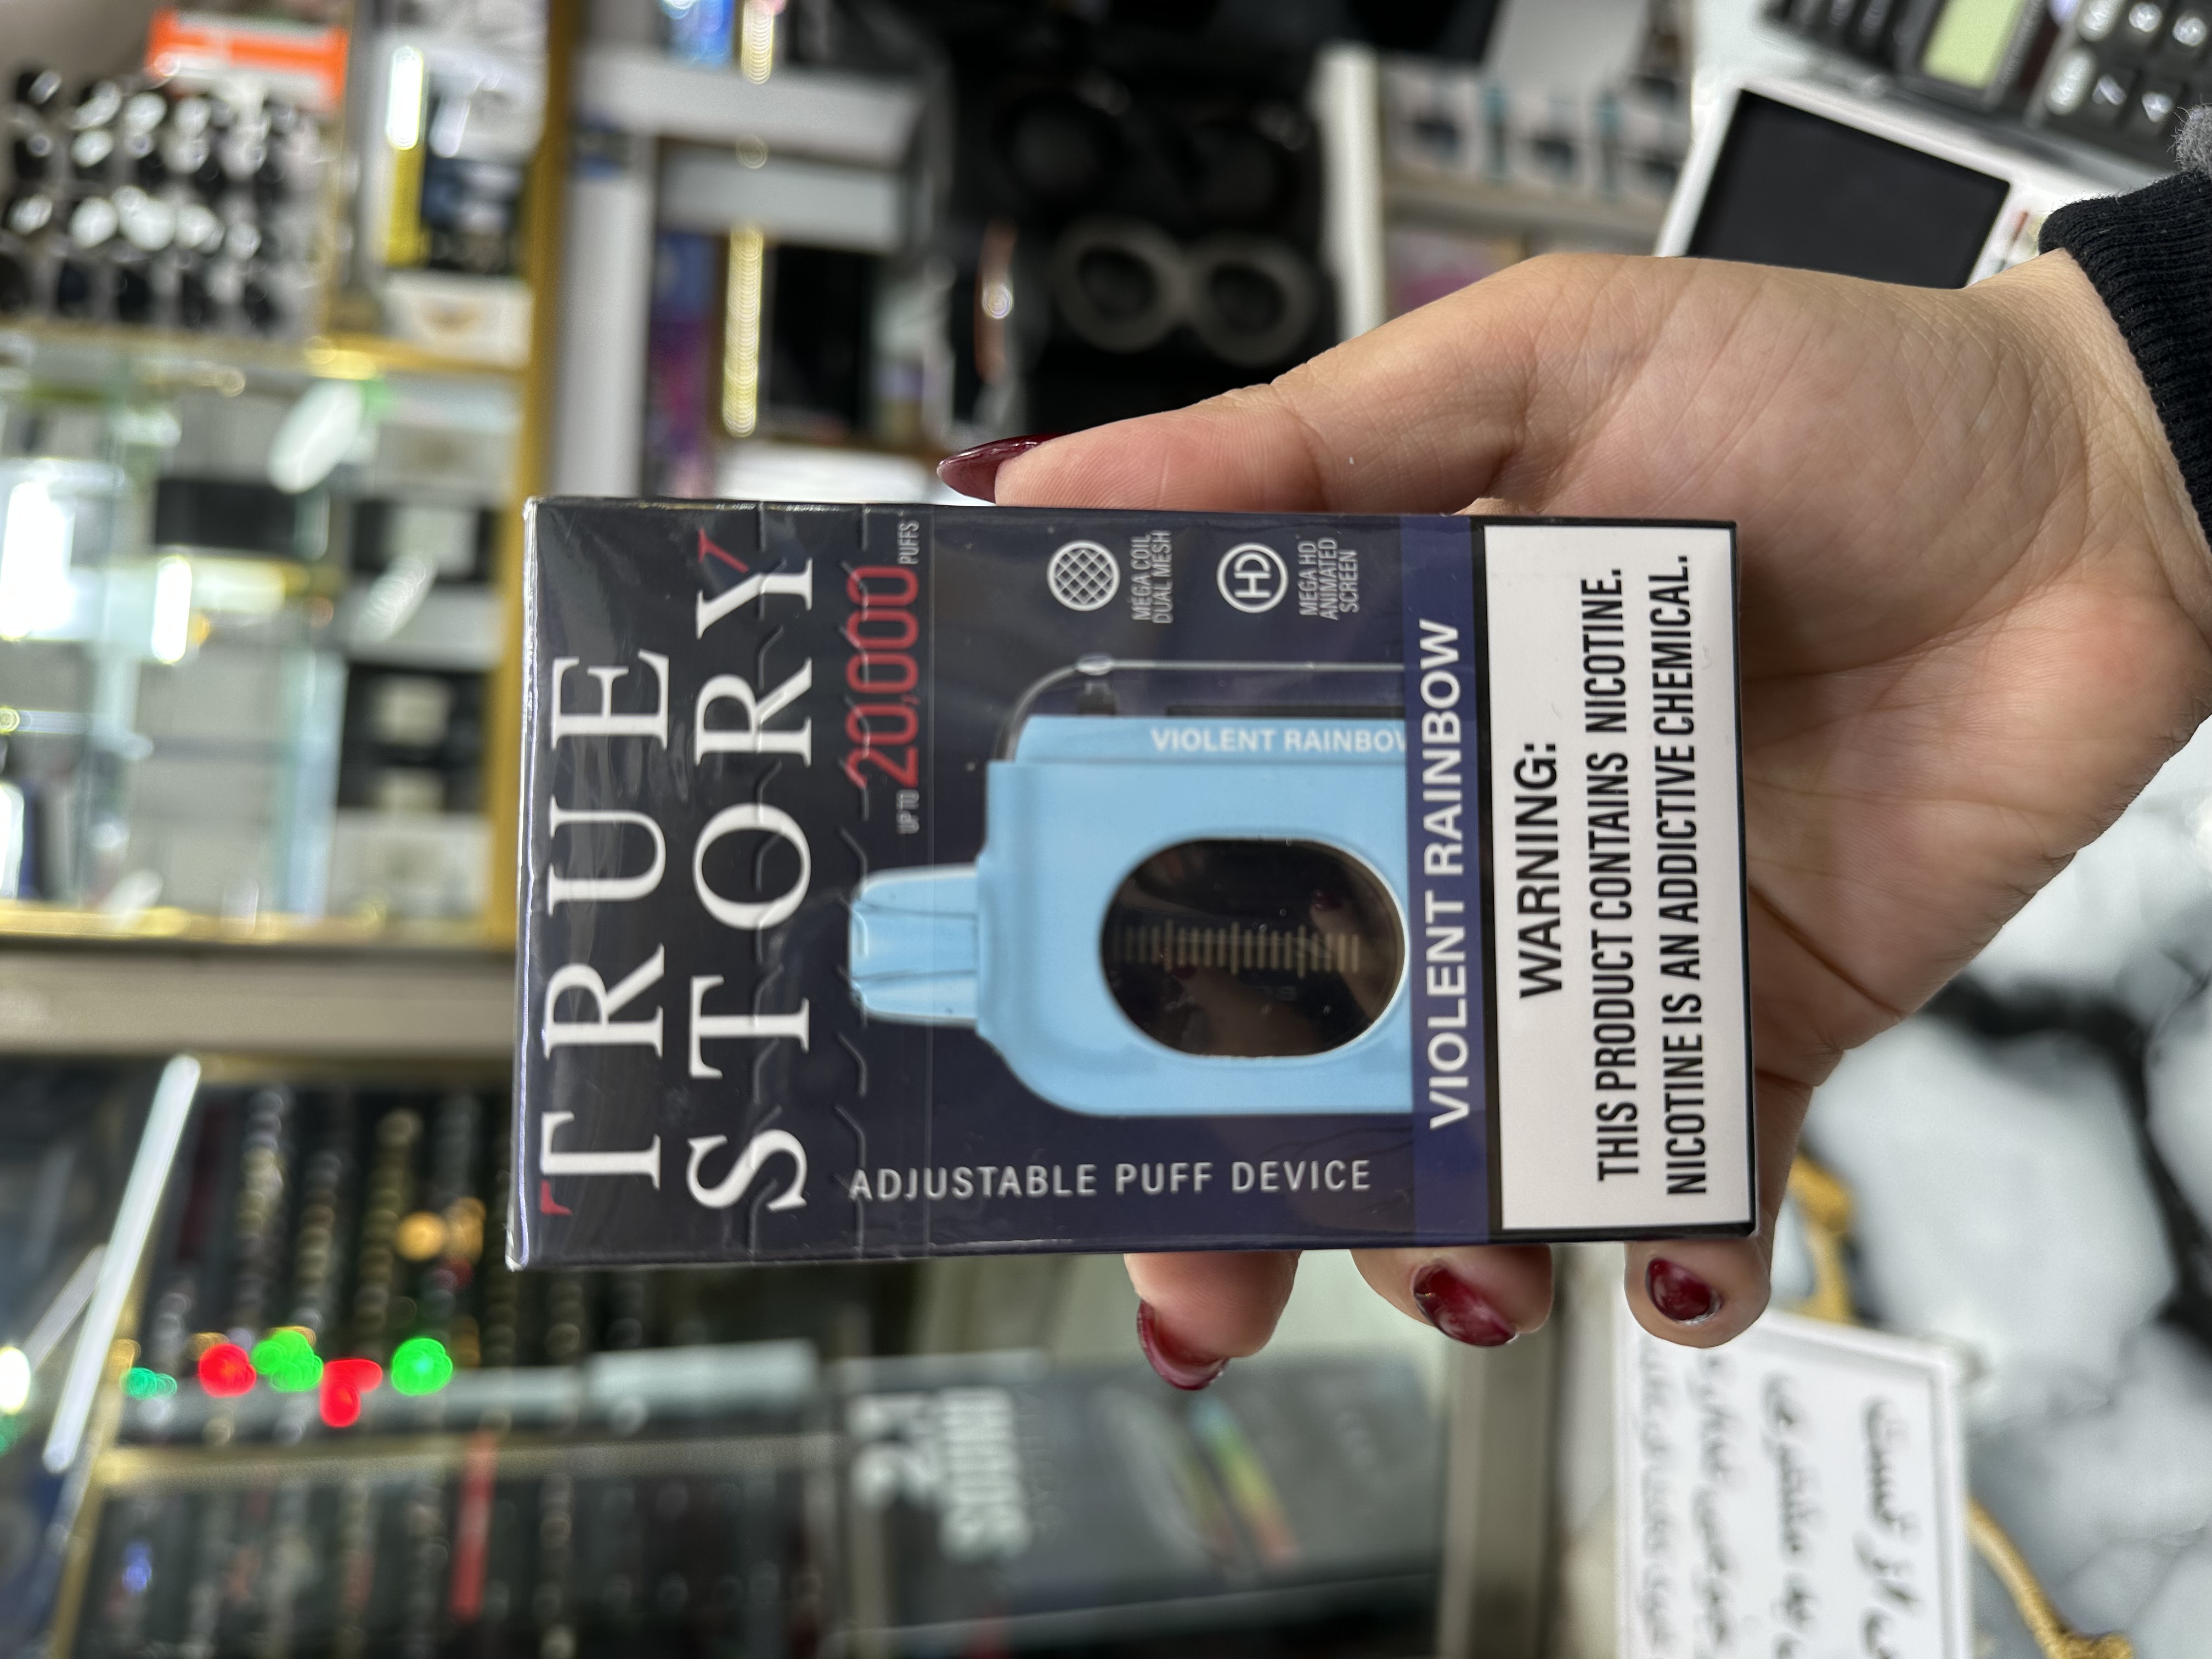 TRUE
STORY
UP TO 20,000 PUFFS
MEGA COIL
DUAL MESH
MEGA HD
ANIMATED
SCREEN
VIOLENT RAINBOW
ADJUSTABLE PUFF DEVICE
VIOLENT RAINBOW
WARNING:
THIS PRODUCT CONTAINS NICOTINE.
NICOTINE IS AN ADDICTIVE CHEMICAL.